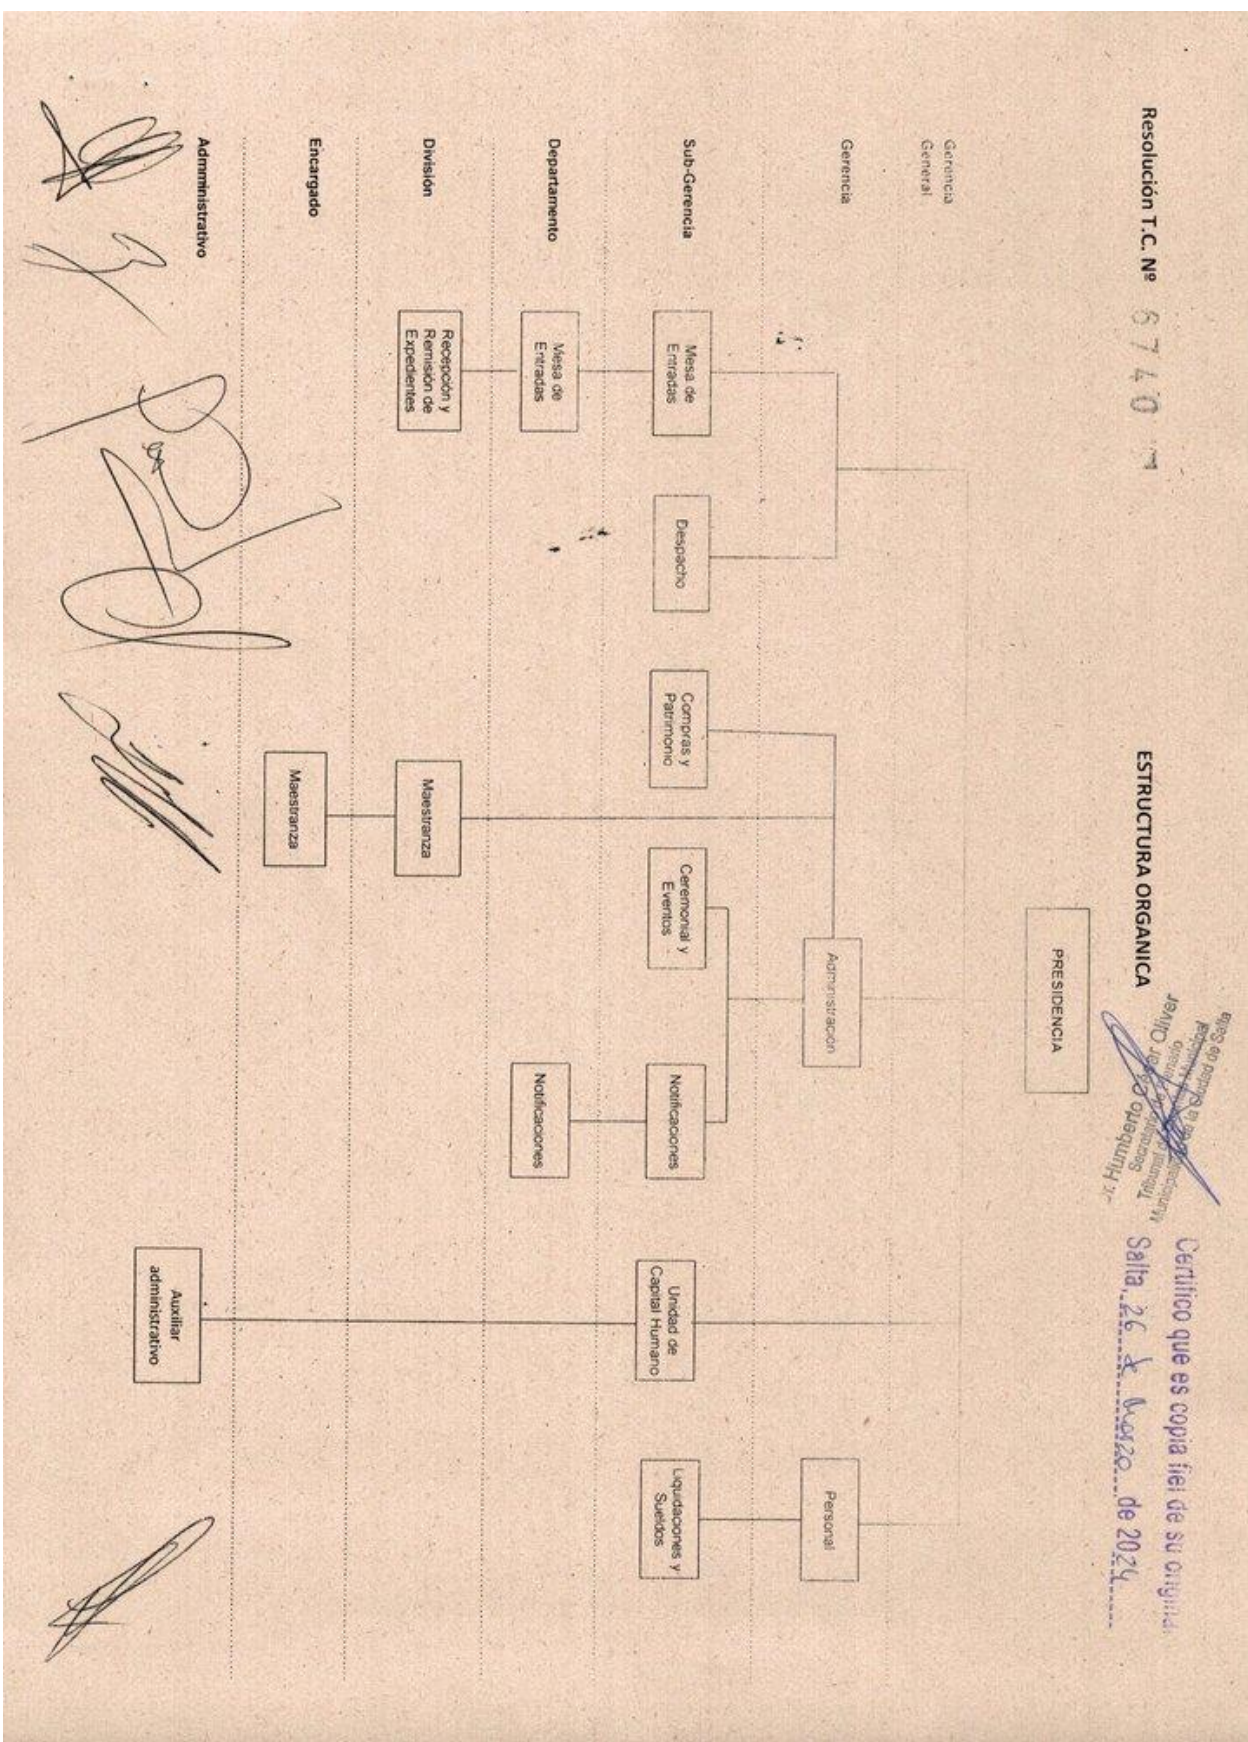 Resolución T.C. Nº 6740
ESTRUCTURA ORGANICA
Certifico que es copia fiel de su original
Salta, 26 de Marzo de 2024
Secretario
Oliver
PRESIDENCIA
Gerencia
General
Gerencia
Administración
Personal
Sub-Gerencia
Mesa de
Entradas
Despacho
Compras y
Patrimonio
Ceremonial y
Eventos
Notificaciones
Unidad de
Capital Humano
Liquidaciones y
Sueldos
Departamento
Mesa de
Entradas
Notificaciones
División
Recepción y
Remisión de
Expedientes
Maestranza
Encargado
Maestranza
Admministrativo
Auxiliar
administrativo